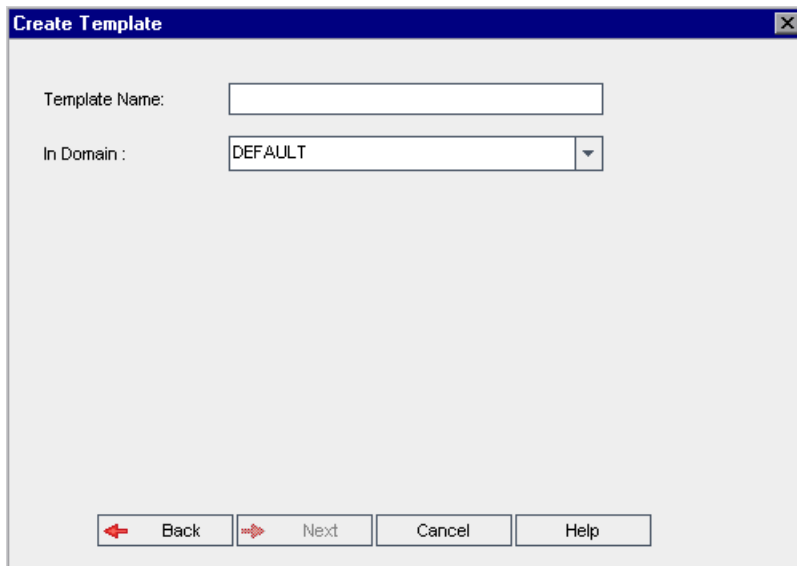 Create Template
Template Name:
In Domain :
DEFAULT
Back
Next
Cancel
Help